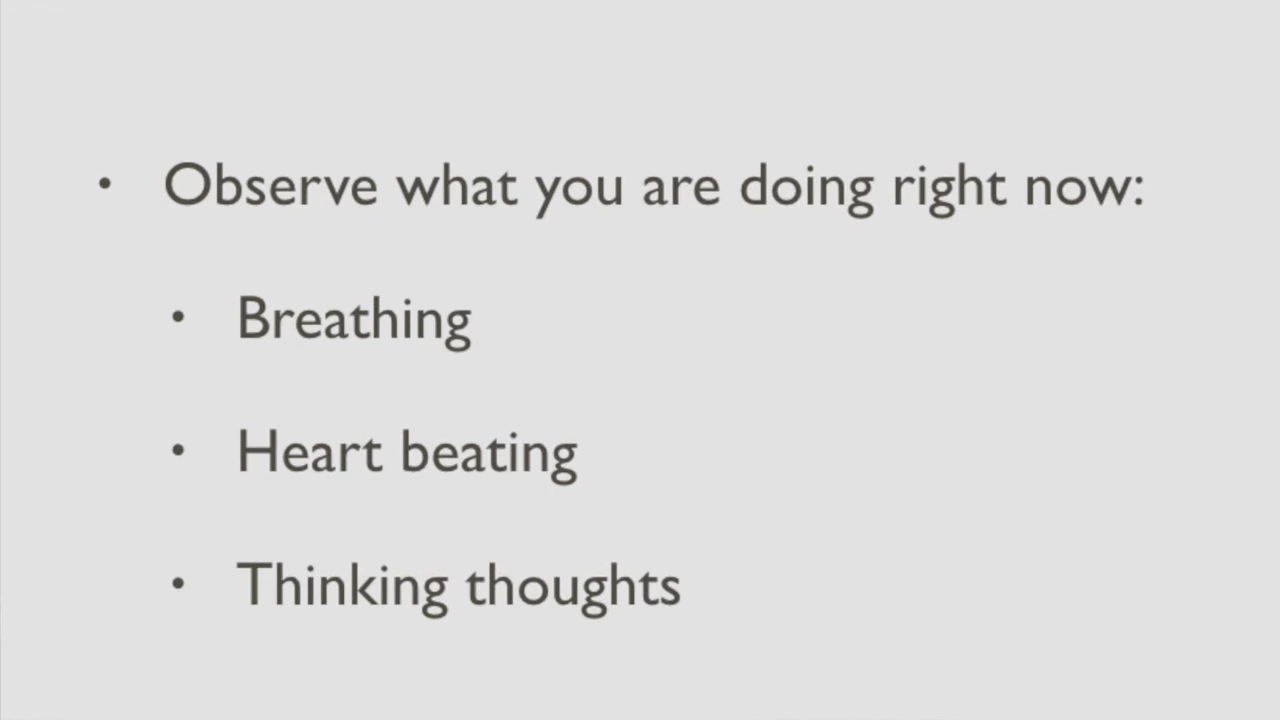 • Observe what you are doing right now:
• Breathing
• Heart beating
• Thinking thoughts